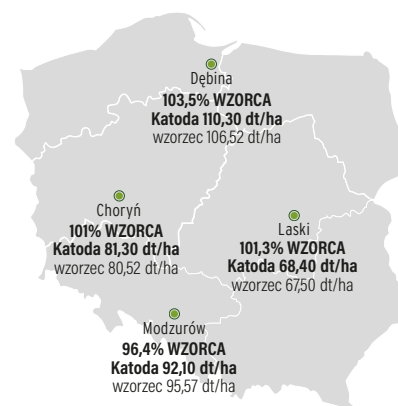 Dębina
103,5% WZORCA
Katoda 110,30 dt/ha
wzorzec 106,52 dt/ha
Choryń
101% WZORCA
Katoda 81,30 dt/ha
wzorzec 80,52 dt/ha
Laski
101,3% WZORCA
Katoda 68,40 dt/ha
wzorzec 67,50 dt/ha
Modzurów
96,4% WZORCA
Katoda 92,10 dt/ha
wzorzec 95,57 dt/ha